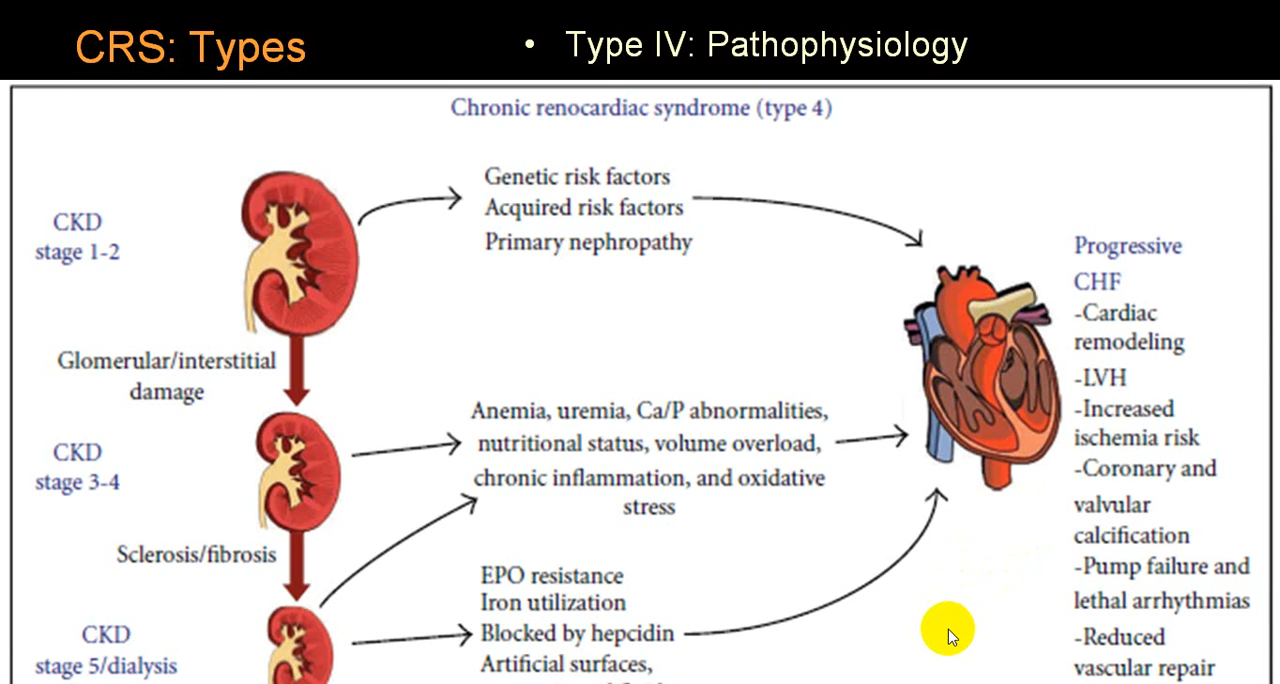 CRS: Types
• Type IV: Pathophysiology
Chronic renocardiac syndrome (type 4)
CKD
stage 1-2
Genetic risk factors
Acquired risk factors
Primary nephropathy
Glomerular/interstitial
damage
CKD
stage 3-4
Anemia, uremia, Ca/P abnormalities,
nutritional status, volume overload,
chronic inflammation, and oxidative
stress
Sclerosis/fibrosis
CKD
stage 5/dialysis
EPO resistance
Iron utilization
Blocked by hepcidin
Artificial surfaces,
Progressive
CHF
-Cardiac
remodeling
-LVH
-Increased
ischemia risk
-Coronary and
valvular
calcification
-Pump failure and
lethal arrhythmias
-Reduced
vascular repair